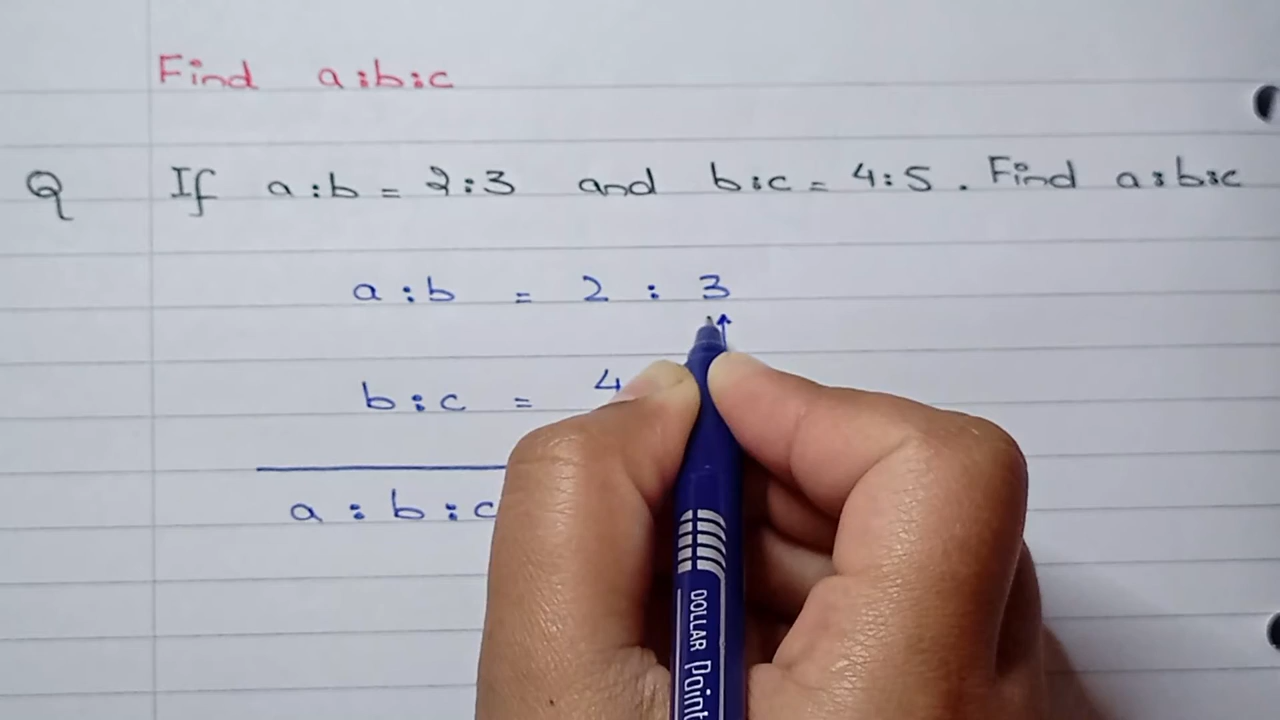 Find a:b:c
Q If a:b = 2:3 and b:c = 4:5. Find a:b:c
a:b = 2 : 3
b:c = 4
a:b:c
DOLLAR Point